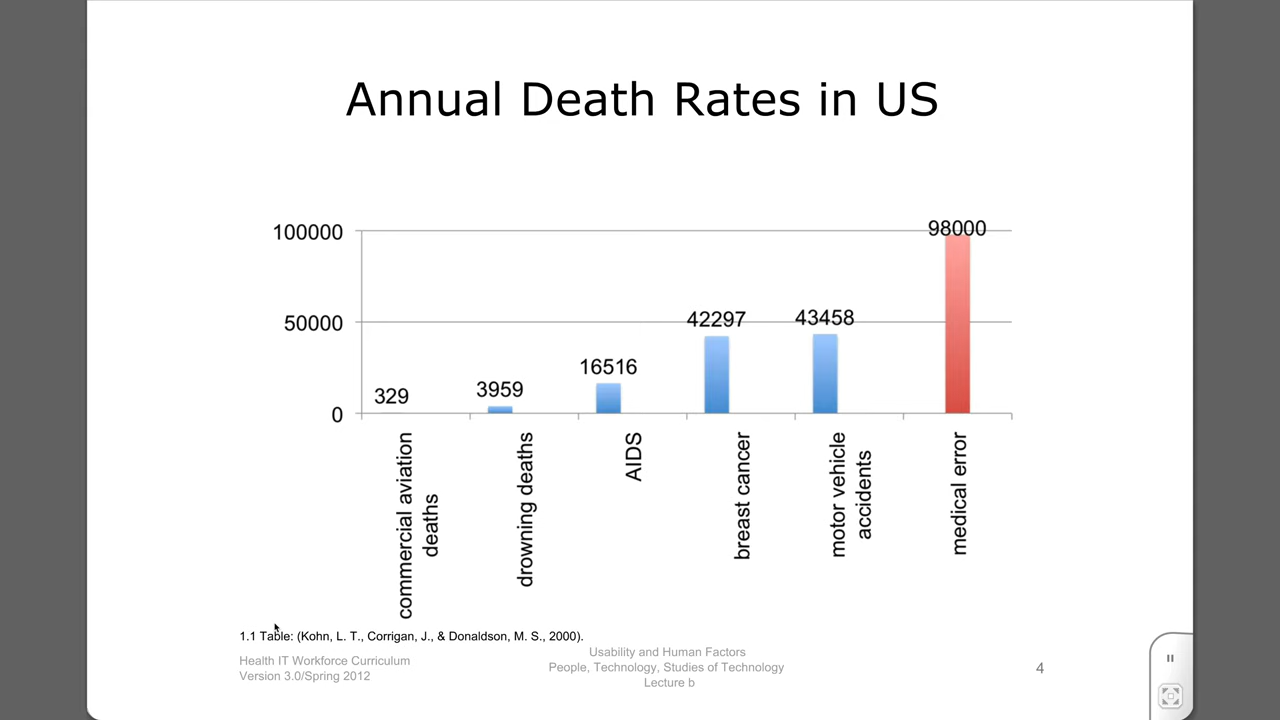 Annual Death Rates in US
100000
50000
0
329
3959
16516
42297
43458
98000
commercial aviation
deaths
drowning deaths
AIDS
breast cancer
motor vehicle
accidents
medical error
1.1 Table: (Kohn, L. T., Corrigan, J., & Donaldson, M. S., 2000).
Health IT Workforce Curriculum
Version 3.0/Spring 2012
Usability and Human Factors
People, Technology, Studies of Technology
Lecture b
4